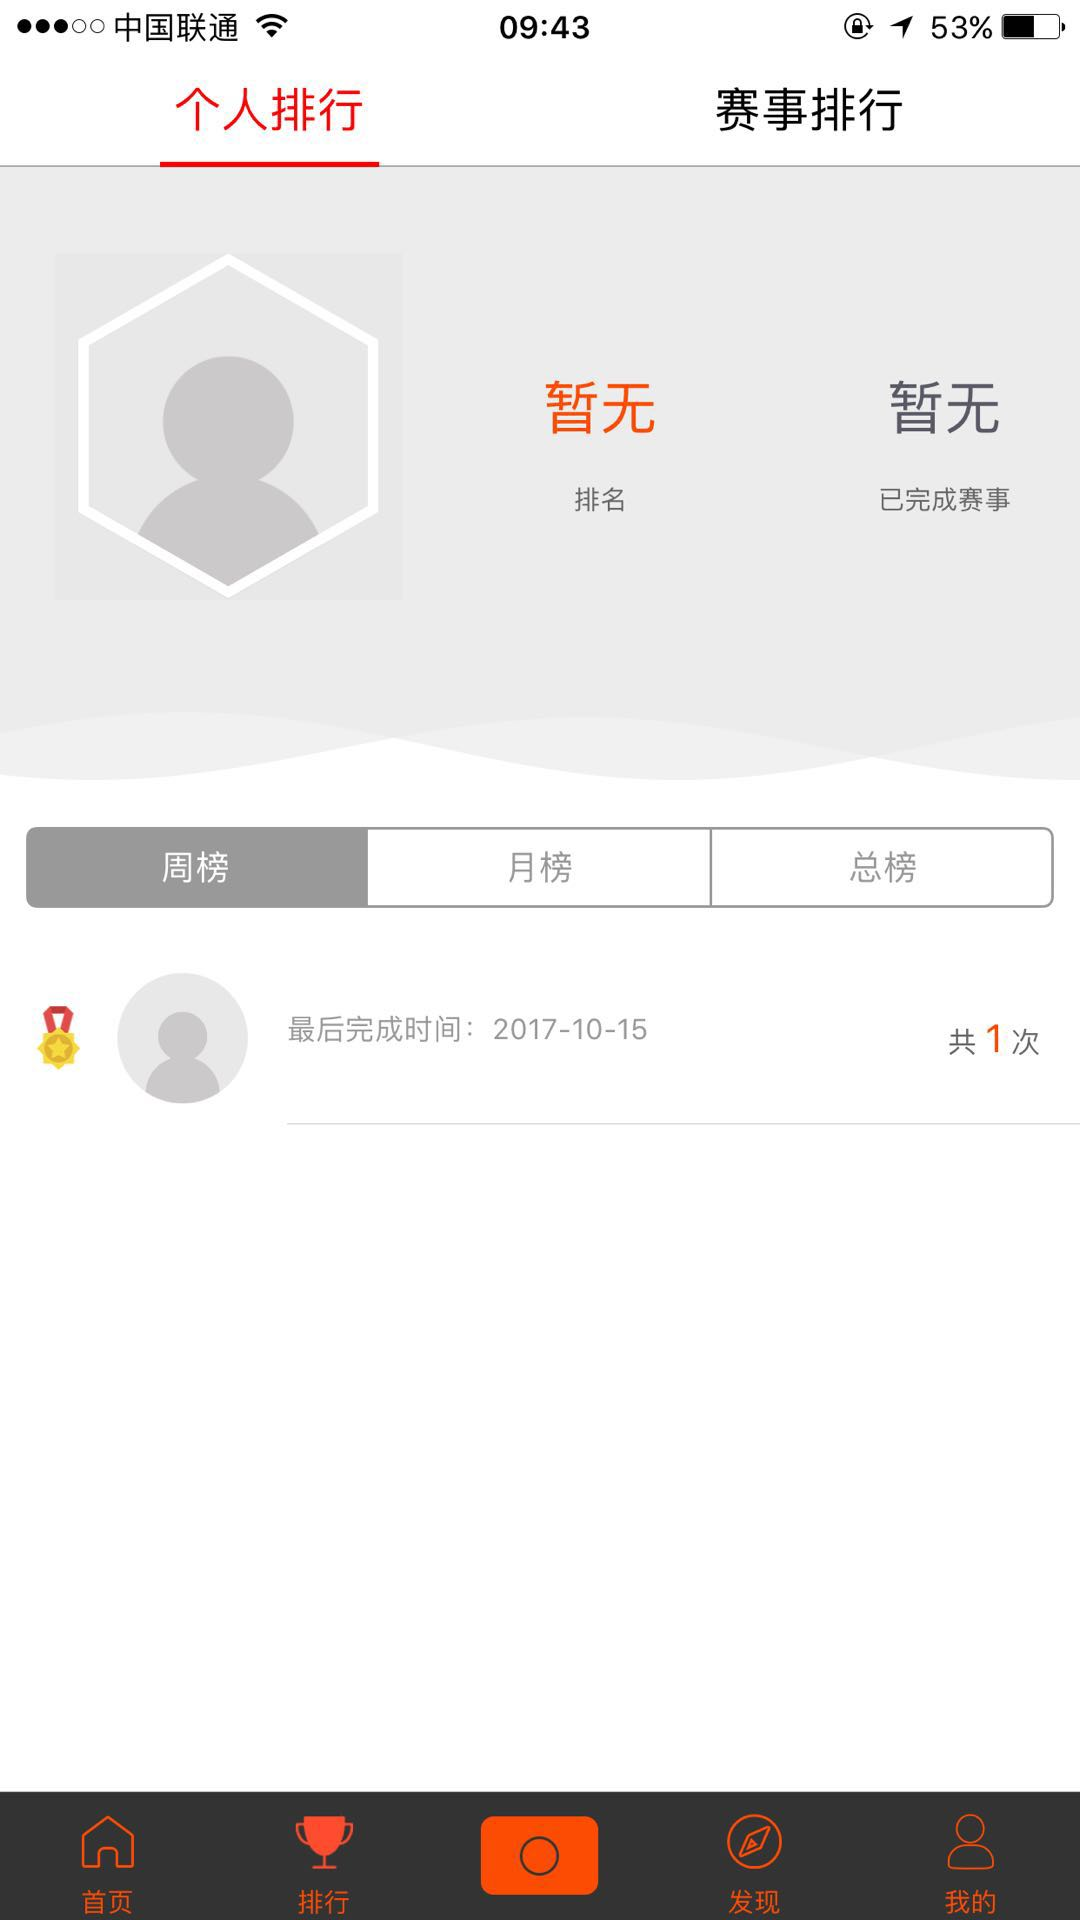 中国联通 09:43 53%
个人排行 赛事排行
暂无 暂无
排名 已完成赛事
周榜 月榜 总榜
最后完成时间：2017-10-15 共 1 次
首页 排行 发现 我的